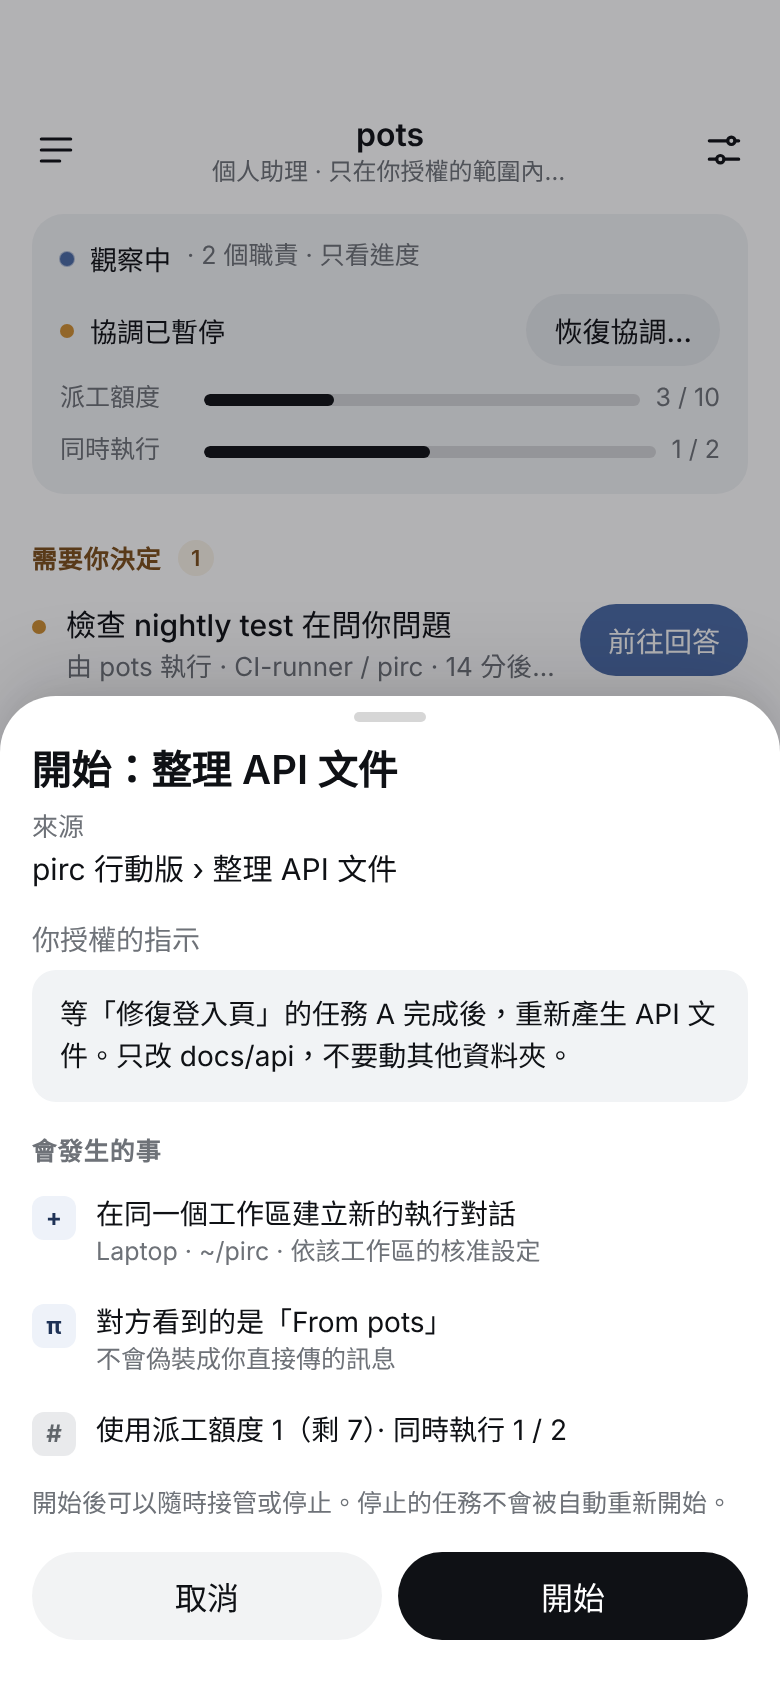 pots
個人助理 · 只在你授權的範圍內…
觀察中 · 2 個職責 · 只看進度
協調已暫停 恢復協調…
派工額度 3 / 10
同時執行 1 / 2
需要你決定 1
檢查 nightly test 在問你問題
由 pots 執行 · CI-runner / pirc · 14 分後…
前往回答
開始：整理 API 文件
來源
pirc 行動版 › 整理 API 文件
你授權的指示
等「修復登入頁」的任務 A 完成後，重新產生 API 文
件。只改 docs/api，不要動其他資料夾。
會發生的事
+ 在同一個工作區建立新的執行對話
Laptop · ~/pirc · 依該工作區的核准設定
π 對方看到的是「From pots」
不會偽裝成你直接傳的訊息
# 使用派工額度 1（剩 7）· 同時執行 1 / 2
開始後可以隨時接管或停止。停止的任務不會被自動重新開始。
取消 開始